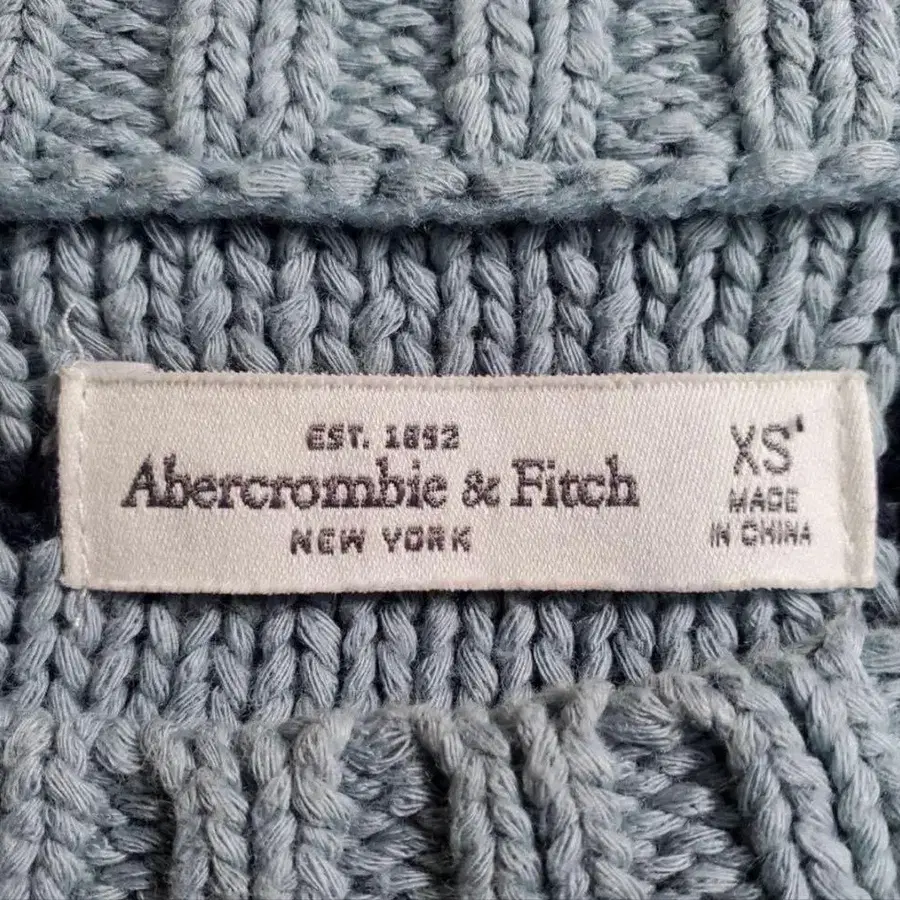 EST. 1892
Abercrombie & Fitch
NEW YORK
XS
MADE
IN CHINA